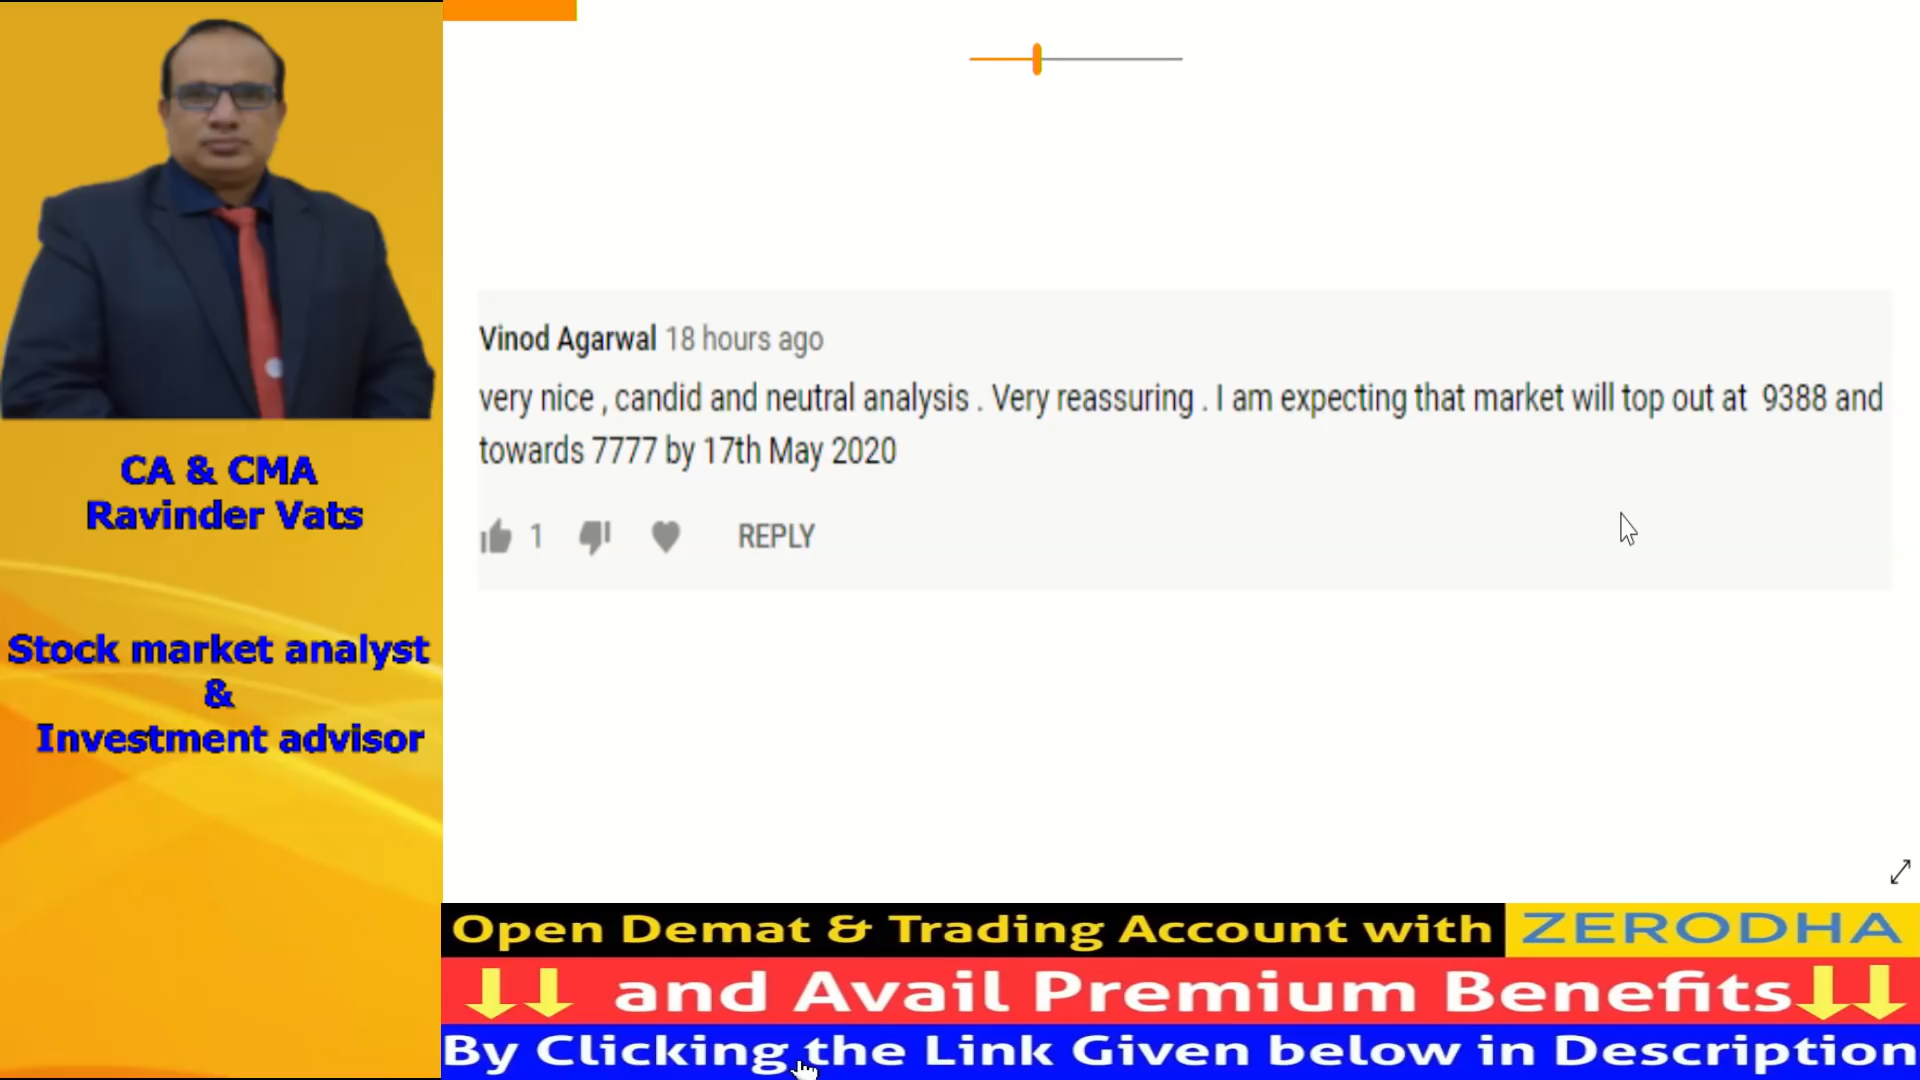 CA & CMA
Ravinder Vats
Stock market analyst
&
Investment advisor
Vinod Agarwal 18 hours ago
very nice , candid and neutral analysis . Very reassuring . I am expecting that market will top out at 9388 and
towards 7777 by 17th May 2020
1 REPLY
Open Demat & Trading Account with ZERODHA
and Avail Premium Benefits
By Clicking the Link Given below in Description